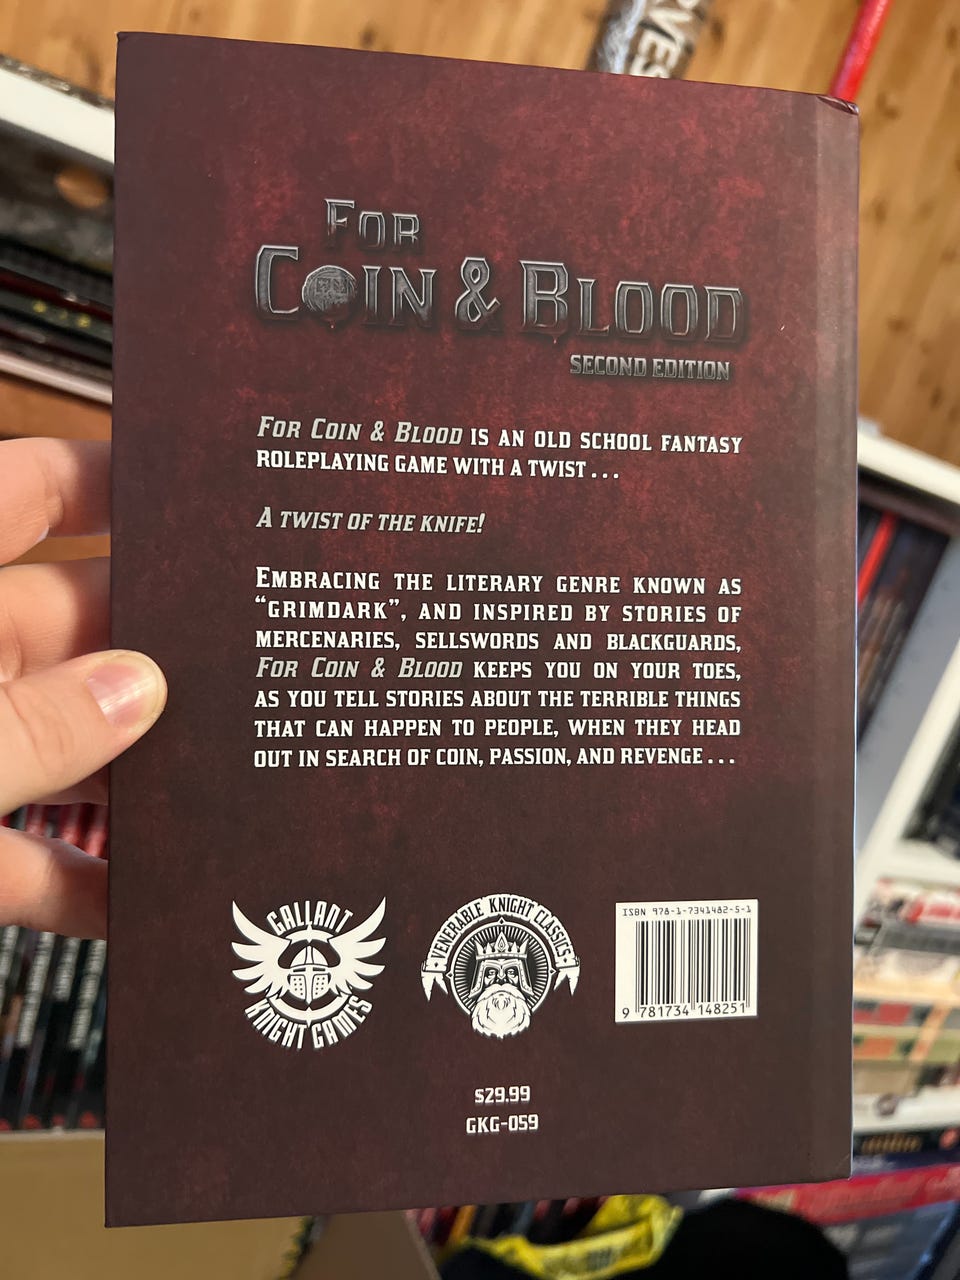 RVES
FOR
COIN & BLOOD
SECOND EDITION
FOR COIN & BLOOD IS AN OLD SCHOOL FANTASY
ROLEPLAYING GAME WITH A TWIST . . .
A TWIST OF THE KNIFE!
EMBRACING THE LITERARY GENRE KNOWN AS
“GRIMDARK”, AND INSPIRED BY STORIES OF
MERCENARIES, SELLSWORDS AND BLACKGUARDS,
FOR COIN & BLOOD KEEPS YOU ON YOUR TOES,
AS YOU TELL STORIES ABOUT THE TERRIBLE THINGS
THAT CAN HAPPEN TO PEOPLE, WHEN THEY HEAD
OUT IN SEARCH OF COIN, PASSION, AND REVENGE . . .
GALLANT
KNIGHT GAMES
VENERABLE KNIGHT CLASSICS
ISBN 978-1-7341482-5-1
9 781734 148251
$29.99
GKG-059